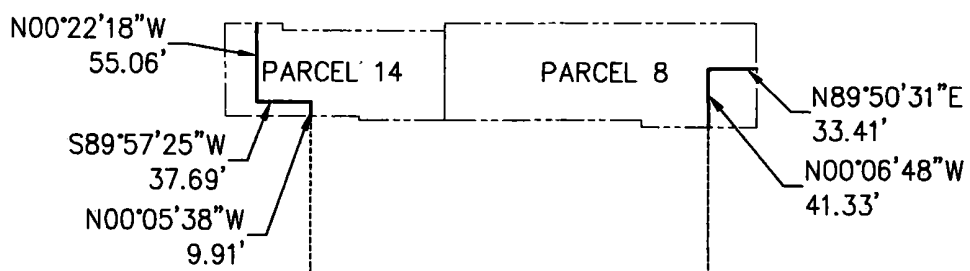 N00°22'18"W
55.06'
PARCEL 14
PARCEL 8
S89°57'25"W
37.69'
N00°05'38"W
9.91'
N89°50'31"E
33.41'
N00°06'48"W
41.33'